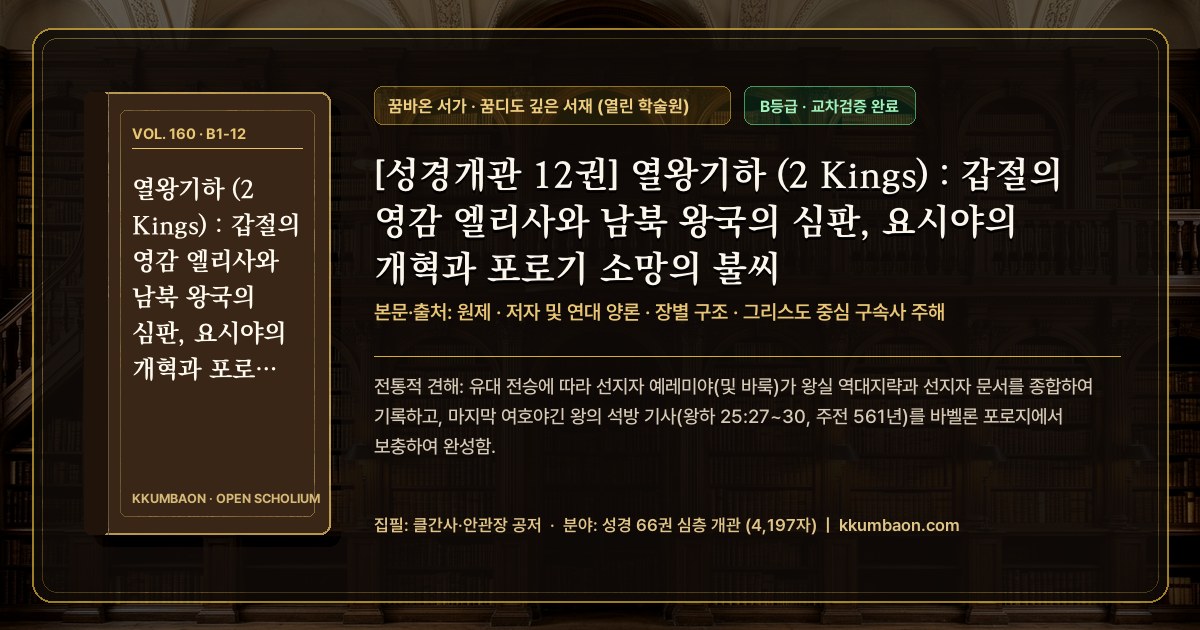 VOL. 160 · B1-12
열왕기하 (2
Kings) : 갑절의
영감 엘리사와
남북 왕국의
심판, 요시야의
개혁과 포로…
KKUMBAON · OPEN SCHOLIUM
꿈바온 서가 · 꿈디도 깊은 서재 (열린 학술원)
B등급 · 교차검증 완료
[성경개관 12권] 열왕기하 (2 Kings) : 갑절의
영감 엘리사와 남북 왕국의 심판, 요시야의
개혁과 포로기 소망의 불씨
본문·출처: 원제 · 저자 및 연대 양론 · 장별 구조 · 그리스도 중심 구속사 주해
전통적 견해: 유대 전승에 따라 선지자 예레미야(및 바룩)가 왕실 역대지략과 선지자 문서를 종합하여
기록하고, 마지막 여호야긴 왕의 석방 기사(왕하 25:27~30, 주전 561년)를 바벨론 포로지에서
보충하여 완성함.
집필: 클간사·안관장 공저 · 분야: 성경 66권 심층 개관 (4,197자) | kkumbaon.com